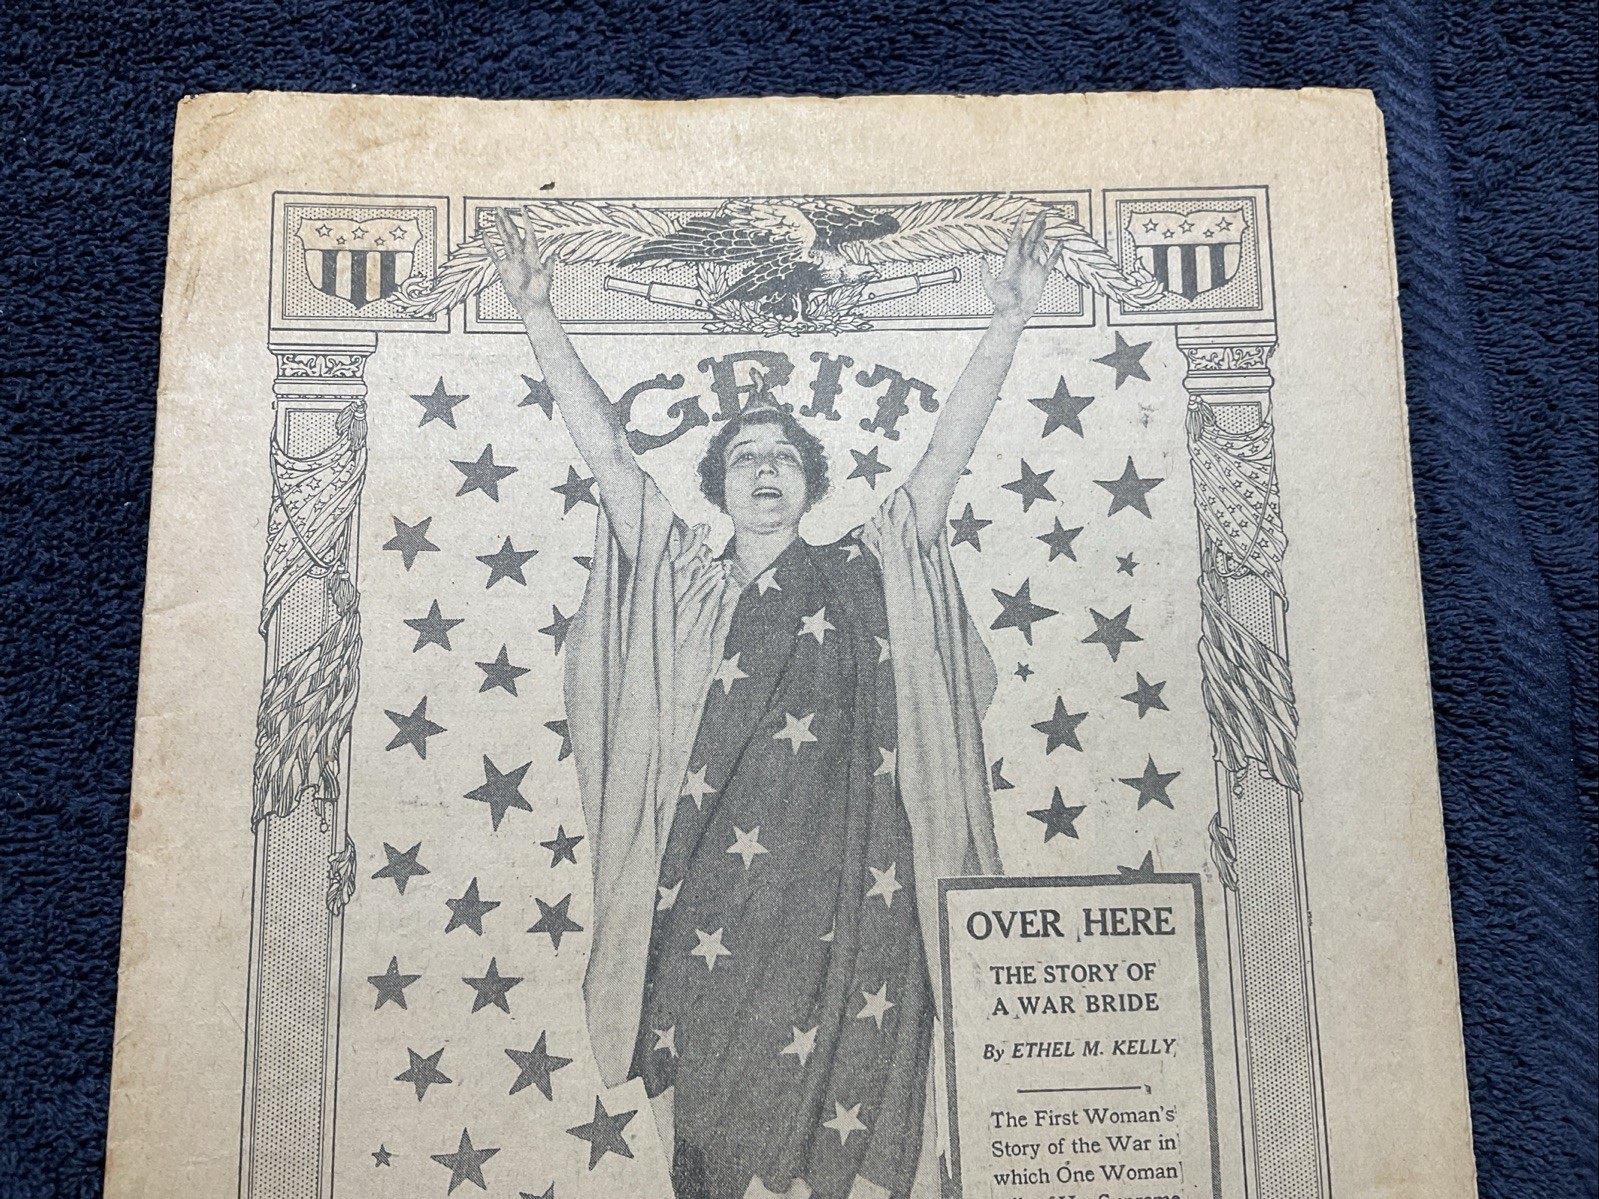 GRIT
OVER HERE
THE STORY OF
A WAR BRIDE
By ETHEL M. KELLY
The First Woman's
Story of the War in
which One Woman
Supreme